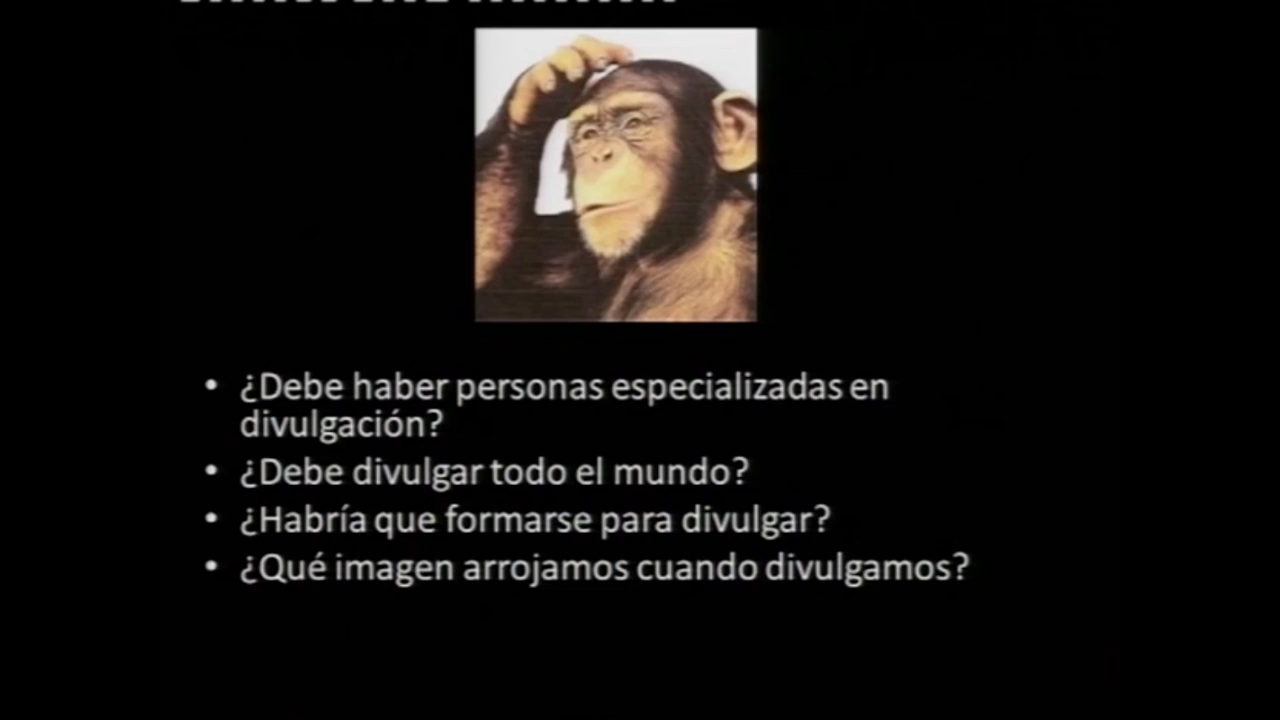 • ¿Debe haber personas especializadas en
divulgación?
• ¿Debe divulgar todo el mundo?
• ¿Habría que formarse para divulgar?
• ¿Qué imagen arrojamos cuando divulgamos?